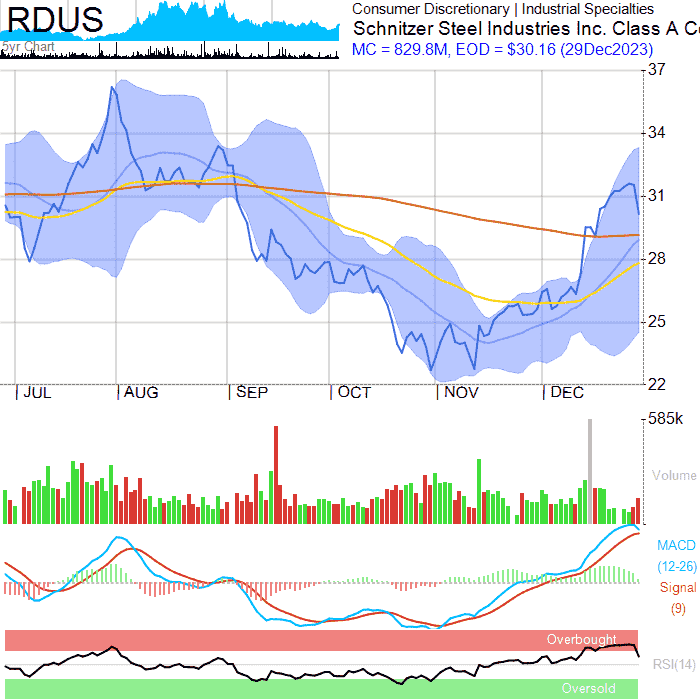 RDUS
5yr Chart
Consumer Discretionary | Industrial Specialties
Schnitzer Steel Industries Inc. Class A Co
MC = 829.8M, EOD = $30.16 (29Dec2023)
37
34
31
28
25
22
JUL AUG SEP OCT NOV DEC
585k
Volume
MACD
(12-26)
Signal
(9)
Overbought
RSI(14)
Oversold